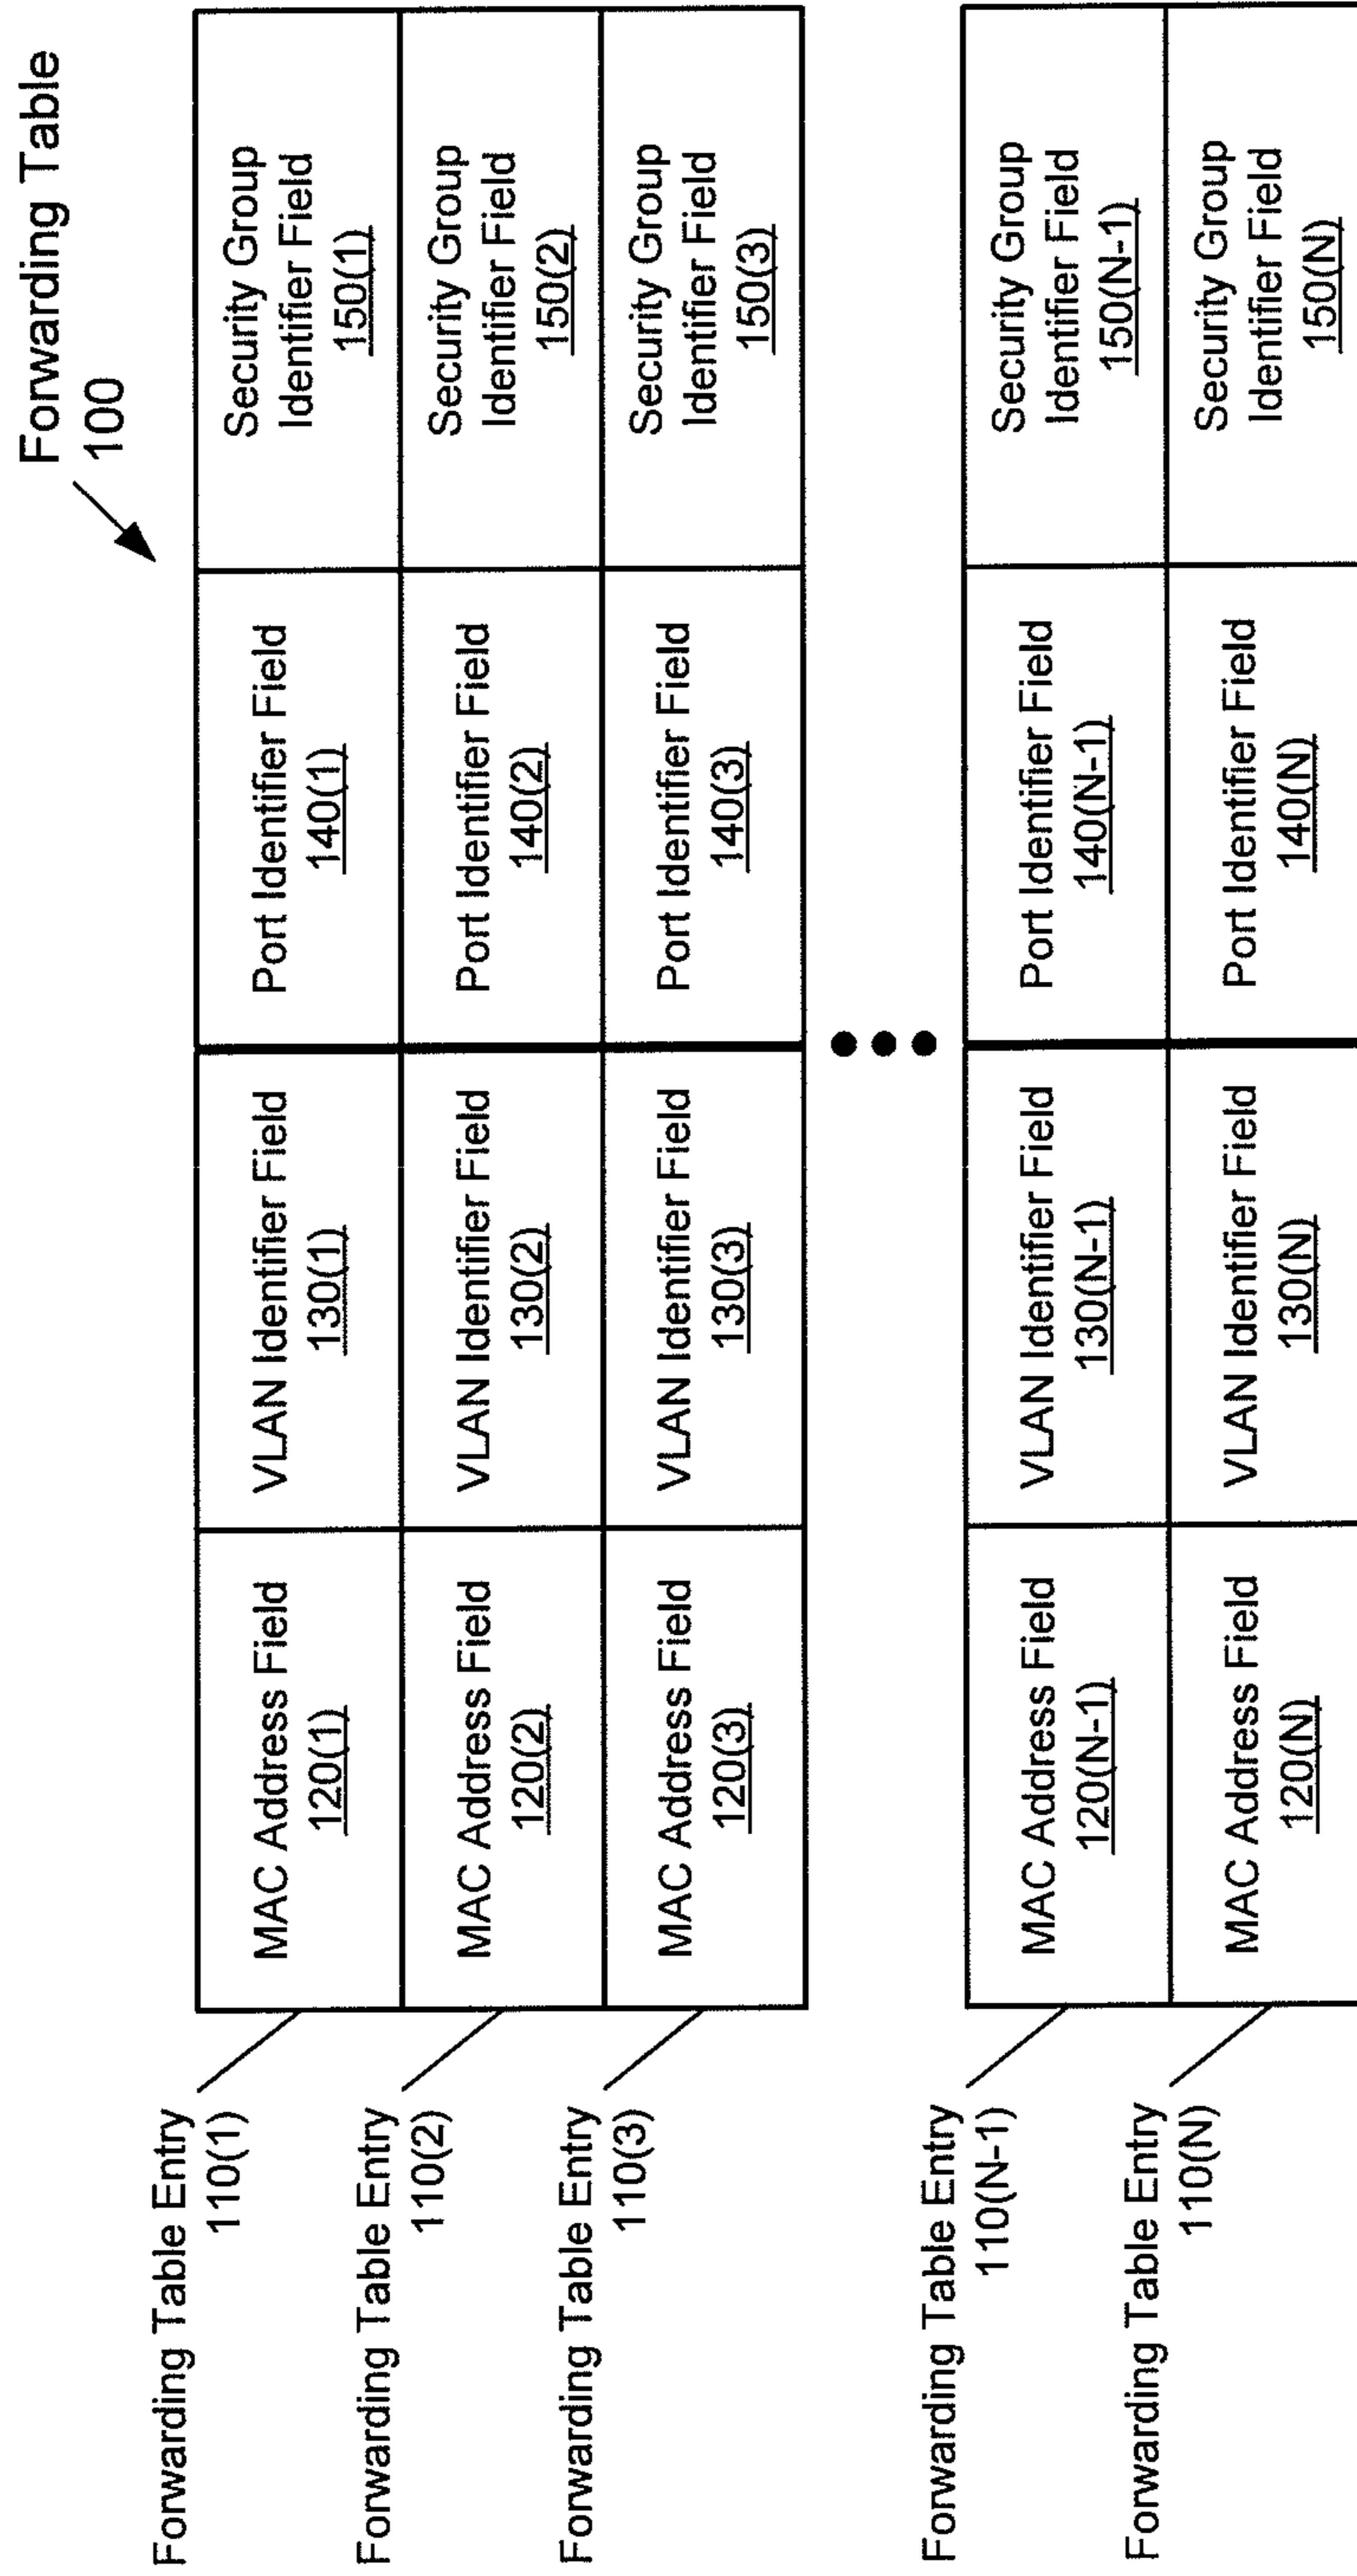 Forwarding Table
100
Forwarding Table Entry
110(1)
MAC Address Field
120(1)
VLAN Identifier Field
130(1)
Port Identifier Field
140(1)
Security Group
Identifier Field
150(1)
Forwarding Table Entry
110(2)
MAC Address Field
120(2)
VLAN Identifier Field
130(2)
Port Identifier Field
140(2)
Security Group
Identifier Field
150(2)
Forwarding Table Entry
110(3)
MAC Address Field
120(3)
VLAN Identifier Field
130(3)
Port Identifier Field
140(3)
Security Group
Identifier Field
150(3)
Forwarding Table Entry
110(N-1)
MAC Address Field
120(N-1)
VLAN Identifier Field
130(N-1)
Port Identifier Field
140(N-1)
Security Group
Identifier Field
150(N-1)
Forwarding Table Entry
110(N)
MAC Address Field
120(N)
VLAN Identifier Field
130(N)
Port Identifier Field
140(N)
Security Group
Identifier Field
150(N)